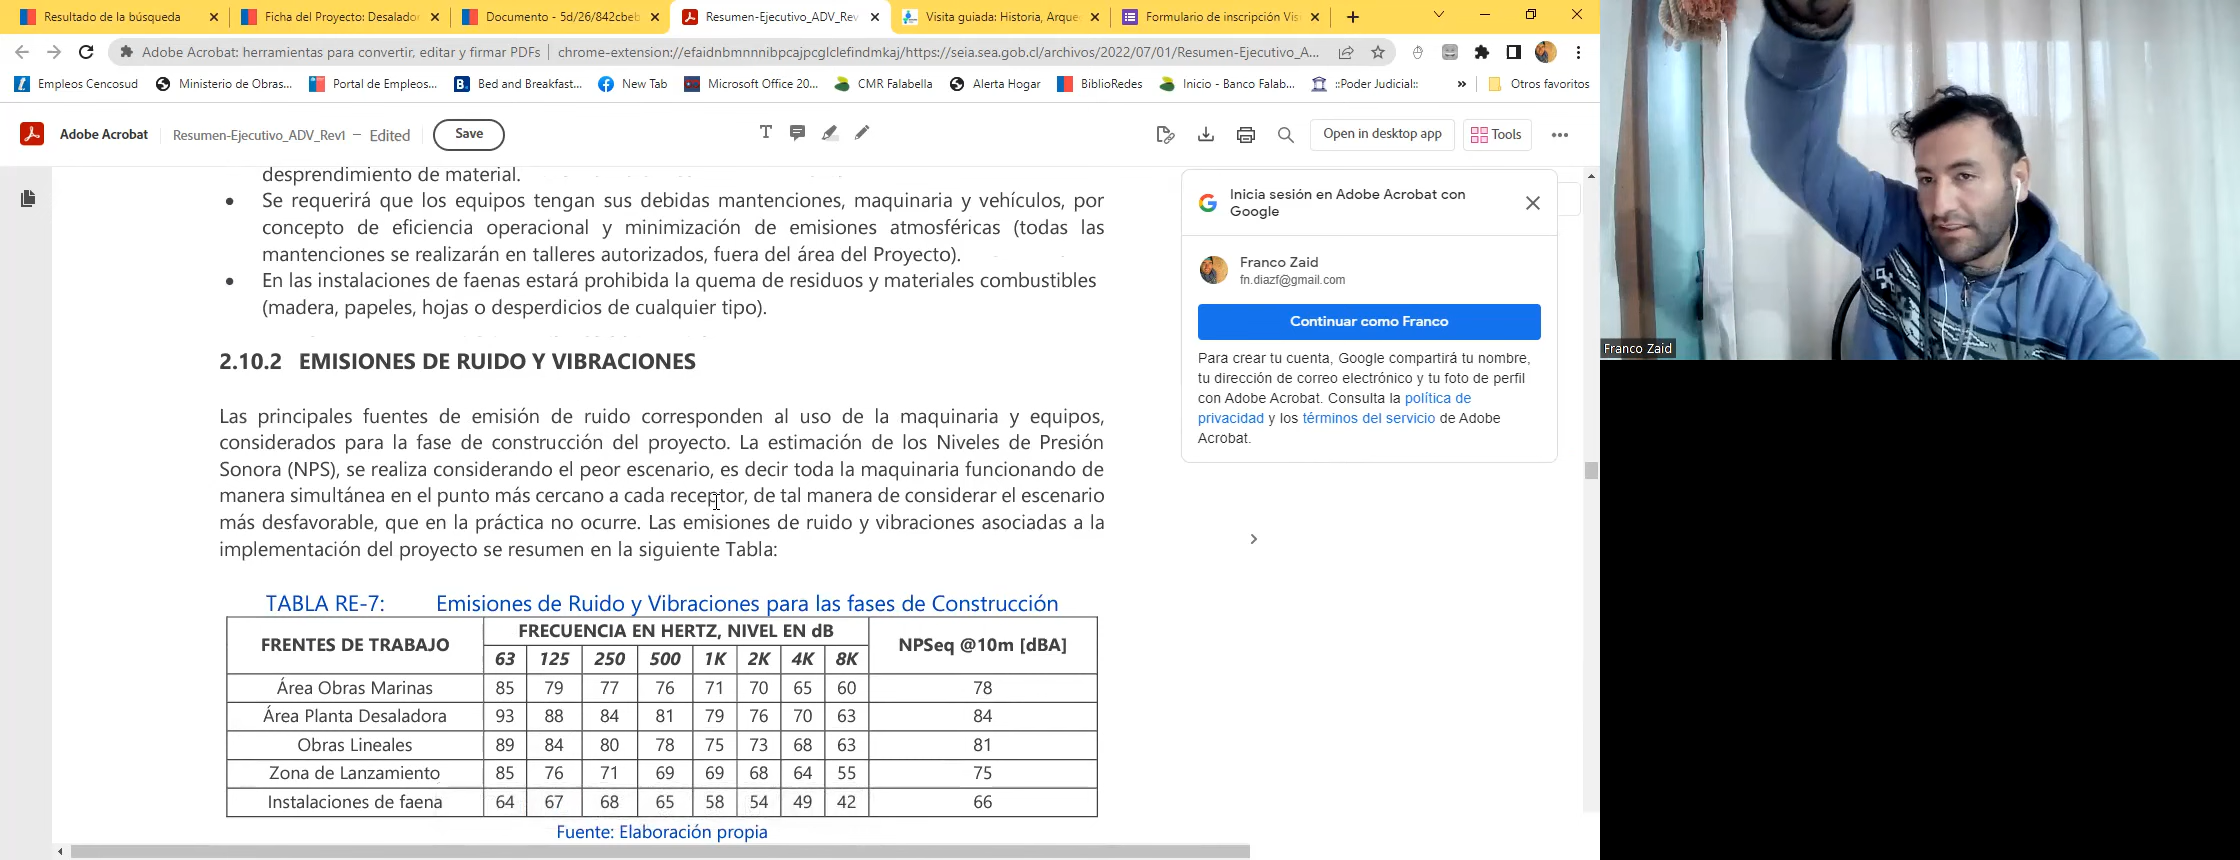 Resultado de la búsqueda
Ficha del Proyecto: Desalador
Documento - 5d/26/842cbeb
Resumen-Ejecutivo_ADV_Rev
Visita guiada: Historia, Arque
Formulario de inscripción Vis
Adobe Acrobat: herramientas para convertir, editar y firmar PDFs
chrome-extension://efaidnbmnnnibpcajpcglclefindmkaj/https://seia.sea.gob.cl/archivos/2022/07/01/Resumen-Ejecutivo_A...
Empleos Cencosud
Ministerio de Obras...
Portal de Empleos...
Bed and Breakfast...
New Tab
Microsoft Office 20...
CMR Falabella
Alerta Hogar
BiblioRedes
Inicio - Banco Falab...
::Poder Judicial::
»
Otros favoritos
Adobe Acrobat
Resumen-Ejecutivo_ADV_Rev1 — Edited
Save
Open in desktop app
Tools
desprendimiento de material.
• Se requerirá que los equipos tengan sus debidas mantenciones, maquinaria y vehículos, por
concepto de eficiencia operacional y minimización de emisiones atmosféricas (todas las
mantenciones se realizarán en talleres autorizados, fuera del área del Proyecto).
• En las instalaciones de faenas estará prohibida la quema de residuos y materiales combustibles
(madera, papeles, hojas o desperdicios de cualquier tipo).
2.10.2 EMISIONES DE RUIDO Y VIBRACIONES
Las principales fuentes de emisión de ruido corresponden al uso de la maquinaria y equipos,
considerados para la fase de construcción del proyecto. La estimación de los Niveles de Presión
Sonora (NPS), se realiza considerando el peor escenario, es decir toda la maquinaria funcionando de
manera simultánea en el punto más cercano a cada receptor, de tal manera de considerar el escenario
más desfavorable, que en la práctica no ocurre. Las emisiones de ruido y vibraciones asociadas a la
implementación del proyecto se resumen en la siguiente Tabla:
TABLA RE-7: Emisiones de Ruido y Vibraciones para las fases de Construcción
FRENTES DE TRABAJO FRECUENCIA EN HERTZ, NIVEL EN dB NPSeq @10m [dBA]
63 125 250 500 1K 2K 4K 8K
Área Obras Marinas 85 79 77 76 71 70 65 60 78
Área Planta Desaladora 93 88 84 81 79 76 70 63 84
Obras Lineales 89 84 80 78 75 73 68 63 81
Zona de Lanzamiento 85 76 71 69 69 68 64 55 75
Instalaciones de faena 64 67 68 65 58 54 49 42 66
Fuente: Elaboración propia
Inicia sesión en Adobe Acrobat con
Google
Franco Zaid
fn.diazf@gmail.com
Continuar como Franco
Para crear tu cuenta, Google compartirá tu nombre,
tu dirección de correo electrónico y tu foto de perfil
con Adobe Acrobat. Consulta la política de
privacidad y los términos del servicio de Adobe
Acrobat.
Franco Zaid